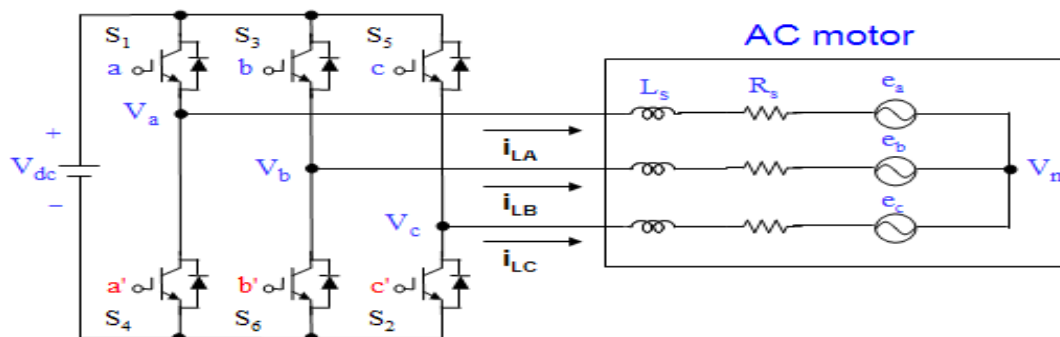 S1 S3 S5
AC motor
a b c
Ls Rs ea
Va
+
iLA
eb
Vdc
Vb
Vn
−
iLB
ec
Vc
iLC
a' b' c'
S4 S6 S2